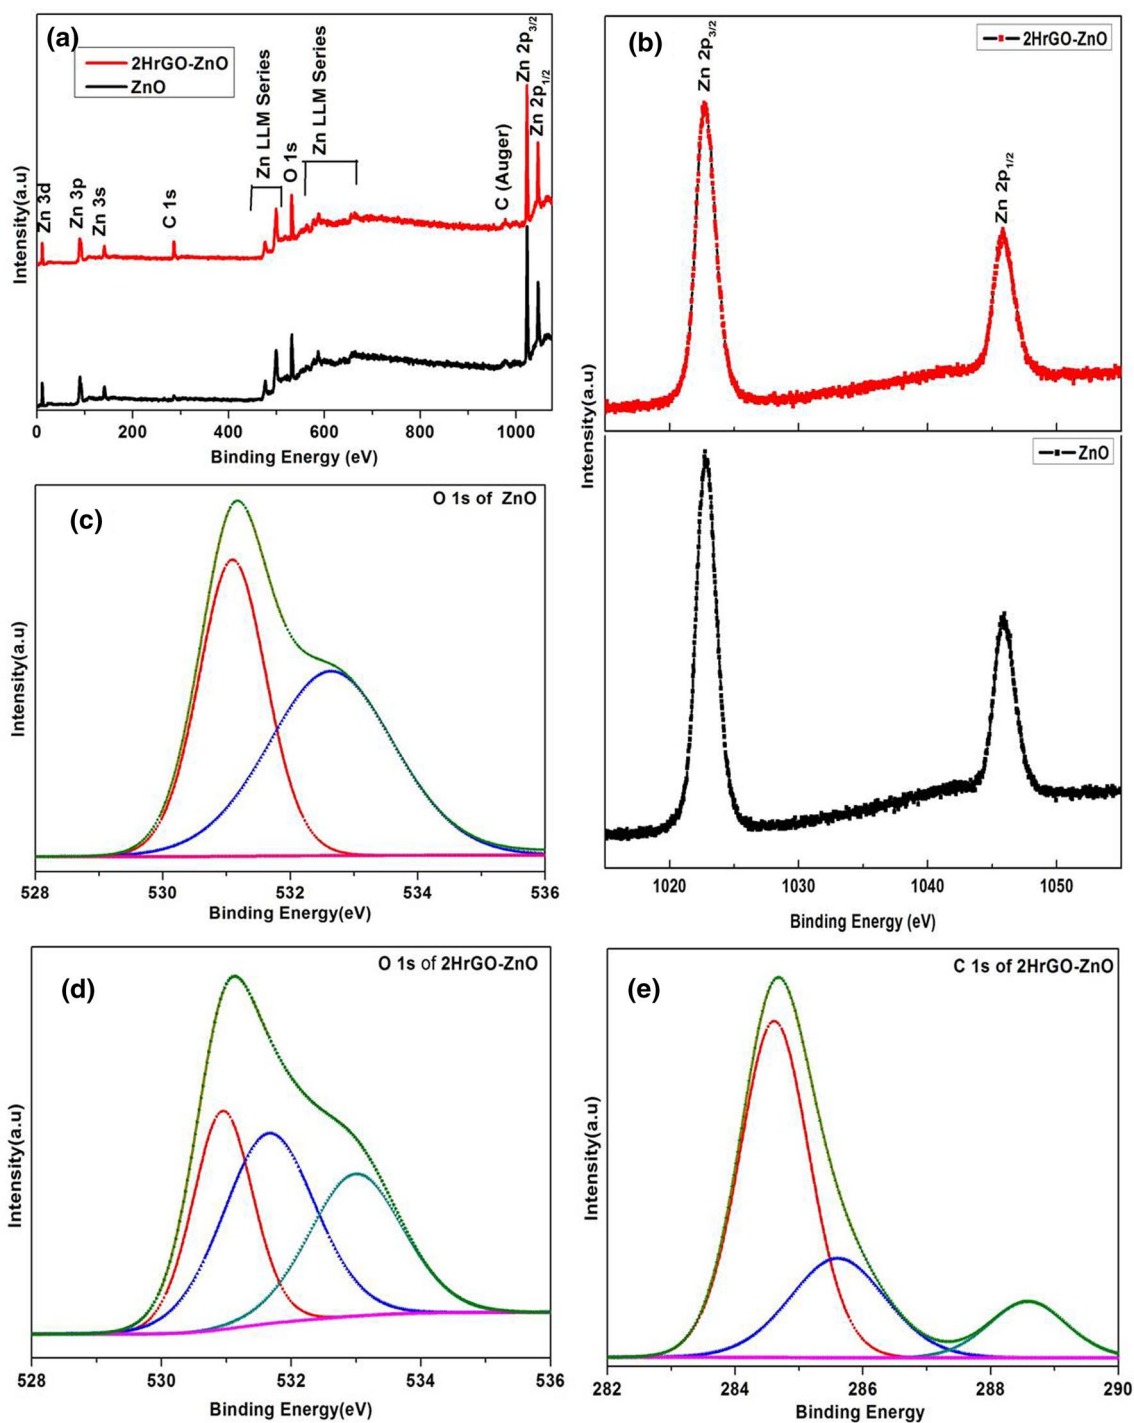 (a)
2HrGO-ZnO
ZnO
Zn 3d
Zn 3p
Zn 3s
C 1s
Zn LLM Series
O 1s
Zn LLM Series
C (Auger)
Zn 2p3/2
Zn 2p1/2
Intensity(a.u)
0 200 400 600 800 1000
Binding Energy (eV)
(b)
2HrGO-ZnO
Zn 2p3/2
Zn 2p1/2
ZnO
Intensity(a.u)
1020 1030 1040 1050
Binding Energy (eV)
(c)
O 1s of ZnO
Intensity(a.u)
528 530 532 534 536
Binding Energy(eV)
(d)
O 1s of 2HrGO-ZnO
Intensity(a.u)
528 530 532 534 536
Binding Energy(eV)
(e)
C 1s of 2HrGO-ZnO
Intensity(a.u)
282 284 286 288 290
Binding Energy